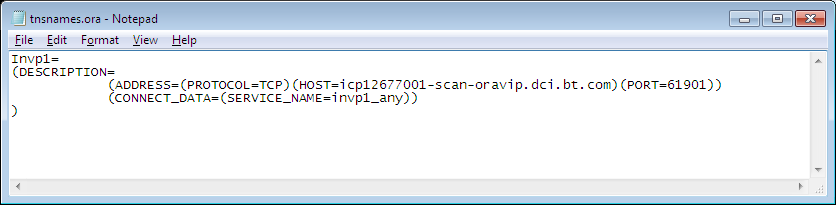 tnsnames.ora - Notepad
File Edit Format View Help
Invp1=
(DESCRIPTION=
(ADDRESS=(PROTOCOL=TCP)(HOST=icp12677001-scan-oravip.dci.bt.com)(PORT=61901))
(CONNECT_DATA=(SERVICE_NAME=invp1_any))
)